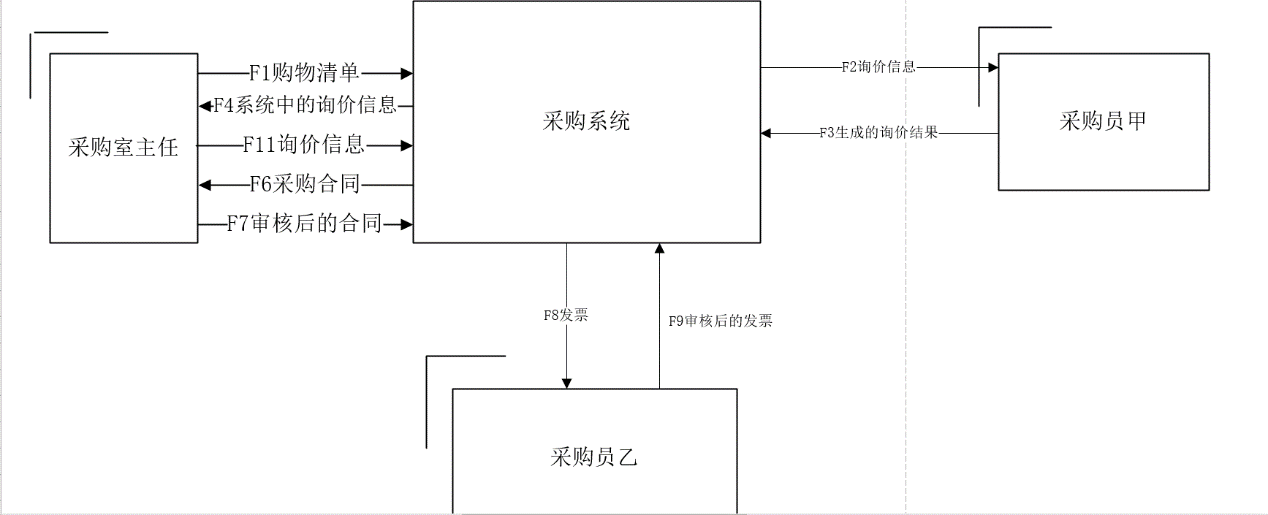 F1购物清单
F2询价信息
F4系统中的询价信息
采购系统
采购员甲
F3生成的询价结果
采购室主任
F11询价信息
F6采购合同
F7审核后的合同
F8发票
F9审核后的发票
采购员乙